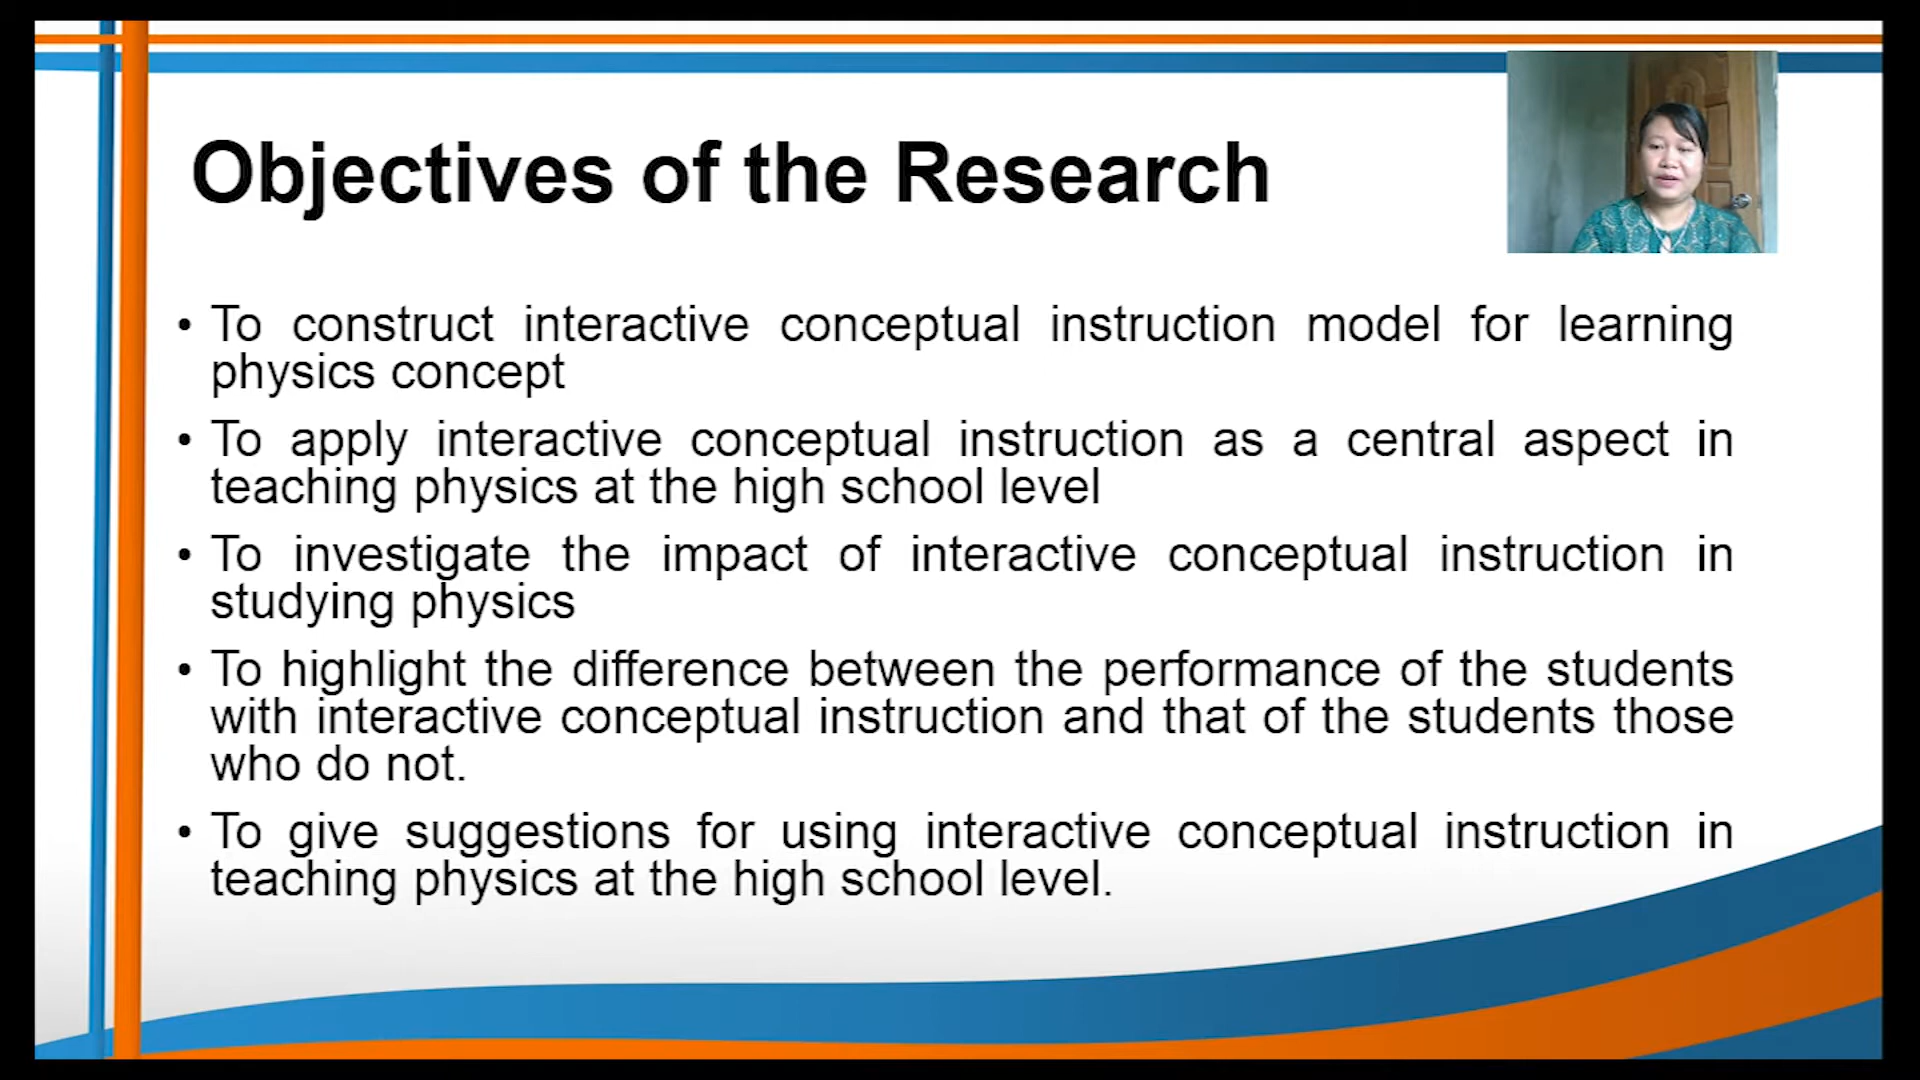 Objectives of the Research
• To construct interactive conceptual instruction model for learning
physics concept
• To apply interactive conceptual instruction as a central aspect in
teaching physics at the high school level
• To investigate the impact of interactive conceptual instruction in
studying physics
• To highlight the difference between the performance of the students
with interactive conceptual instruction and that of the students those
who do not.
• To give suggestions for using interactive conceptual instruction in
teaching physics at the high school level.